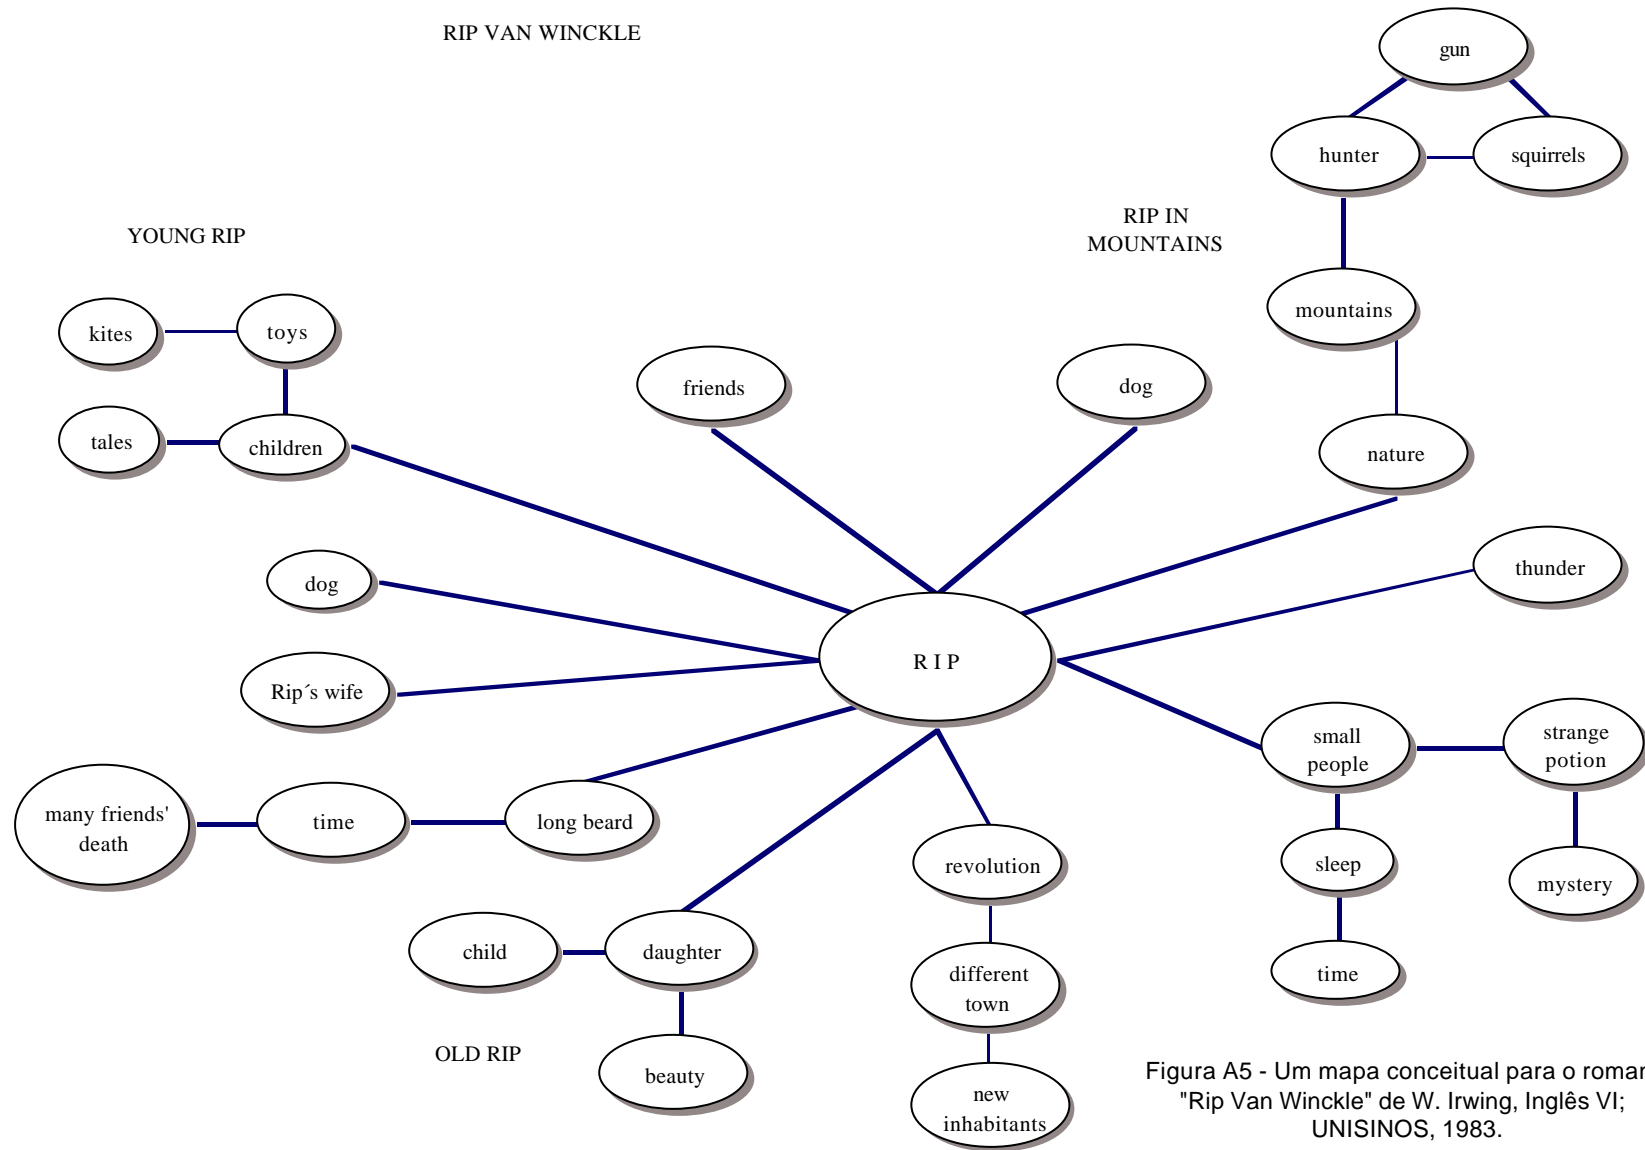 RIP VAN WINCKLE
gun
hunter
squirrels
RIP IN
MOUNTAINS
YOUNG RIP
mountains
kites
toys
friends
dog
tales
children
nature
dog
thunder
R I P
Rip´s wife
small
people
strange
potion
many friends'
death
time
long beard
revolution
sleep
mystery
child
daughter
different
town
time
OLD RIP
beauty
new
inhabitants
Figura A5 - Um mapa conceitual para o roman
"Rip Van Winckle" de W. Irwing, Inglês VI;
UNISINOS, 1983.